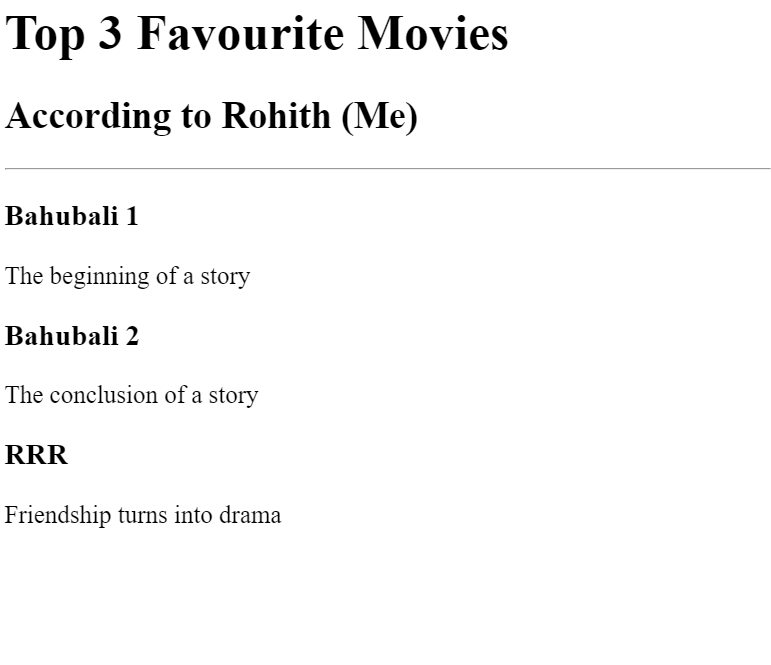 Top 3 Favourite Movies
According to Rohith (Me)
Bahubali 1
The beginning of a story
Bahubali 2
The conclusion of a story
RRR
Friendship turns into drama